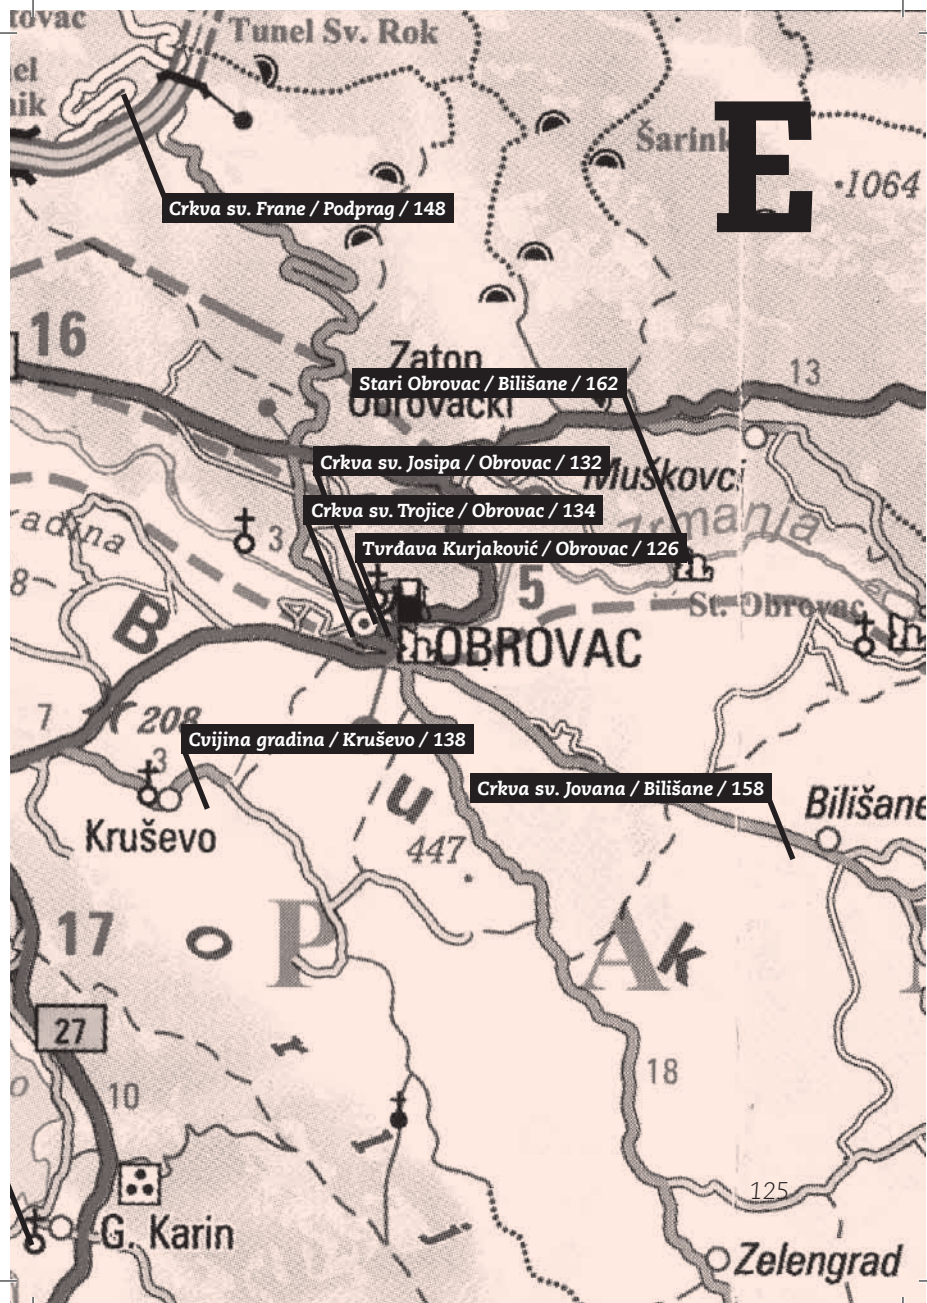 Tunel Sv. Rok
E
1064
Crkva sv. Frane / Podprag / 148
16
Zaton
Obrovački
Stari Obrovac / Bilišane / 162
13
Crkva sv. Josipa / Obrovac / 132
Muškovci
Crkva sv. Trojice / Obrovac / 134
Zrmanja
3
Tvrđava Kurjaković / Obrovac / 126
8
5
St. Obrovac
B
OBROVAC
7
208
Cvijina gradina / Kruševo / 138
3
u
Crkva sv. Jovana / Bilišane / 158
Bilišane
Kruševo
447
17
o
P
A
k
27
10
18
125
G. Karin
Zelengrad